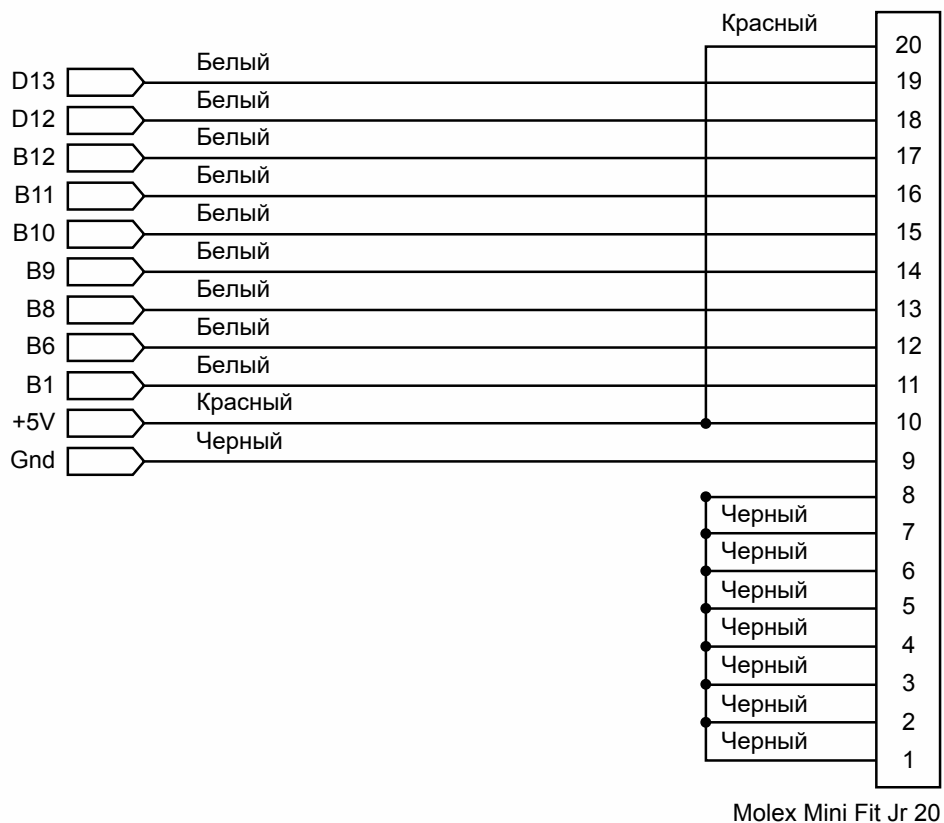 Красный
20
Белый
D13 19
Белый
D12 18
Белый
B12 17
Белый
B11 16
Белый
B10 15
Белый
B9 14
Белый
B8 13
Белый
B6 12
Белый
B1 11
Красный
+5V 10
Черный
Gnd 9
8
Черный
7
Черный
6
Черный
5
Черный
4
Черный
3
Черный
2
Черный
1
Molex Mini Fit Jr 20